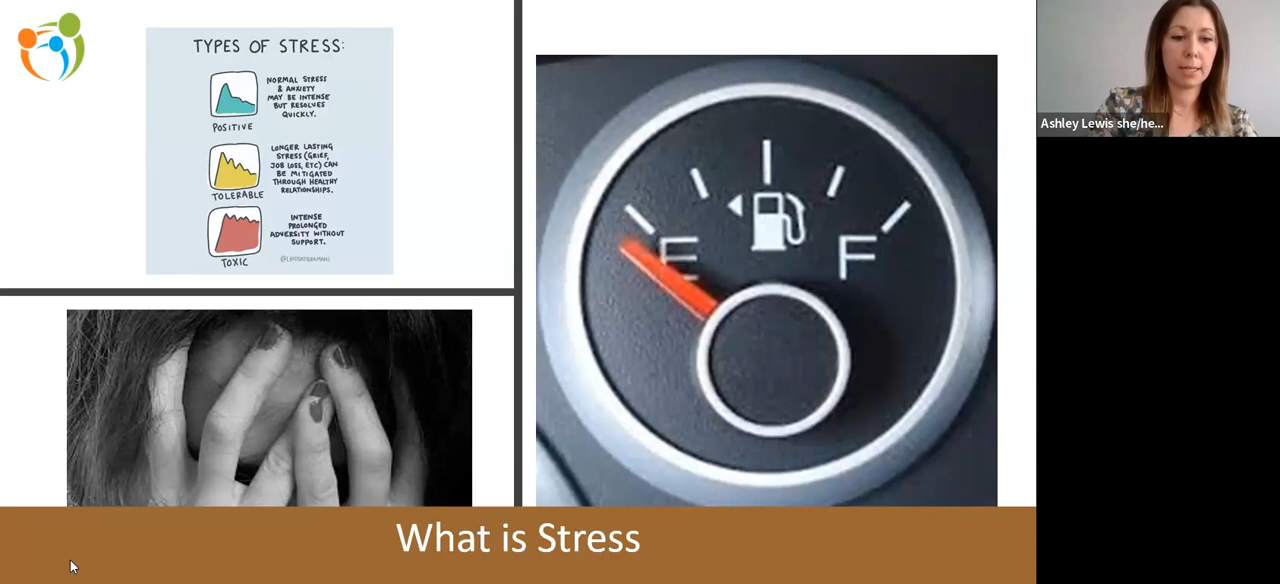 TYPES OF STRESS:
NORMAL STRESS
& ANXIETY
MAY BE INTENSE
BUT RESOLVES
QUICKLY.
POSITIVE
LONGER LASTING
STRESS (GRIEF,
JOB LOSS, ETC) CAN
BE MITIGATED
THROUGH HEALTHY
RELATIONSHIPS.
TOLERABLE
INTENSE
PROLONGED
ADVERSITY WITHOUT
SUPPORT.
TOXIC
E
F
What is Stress
Ashley Lewis she/he...